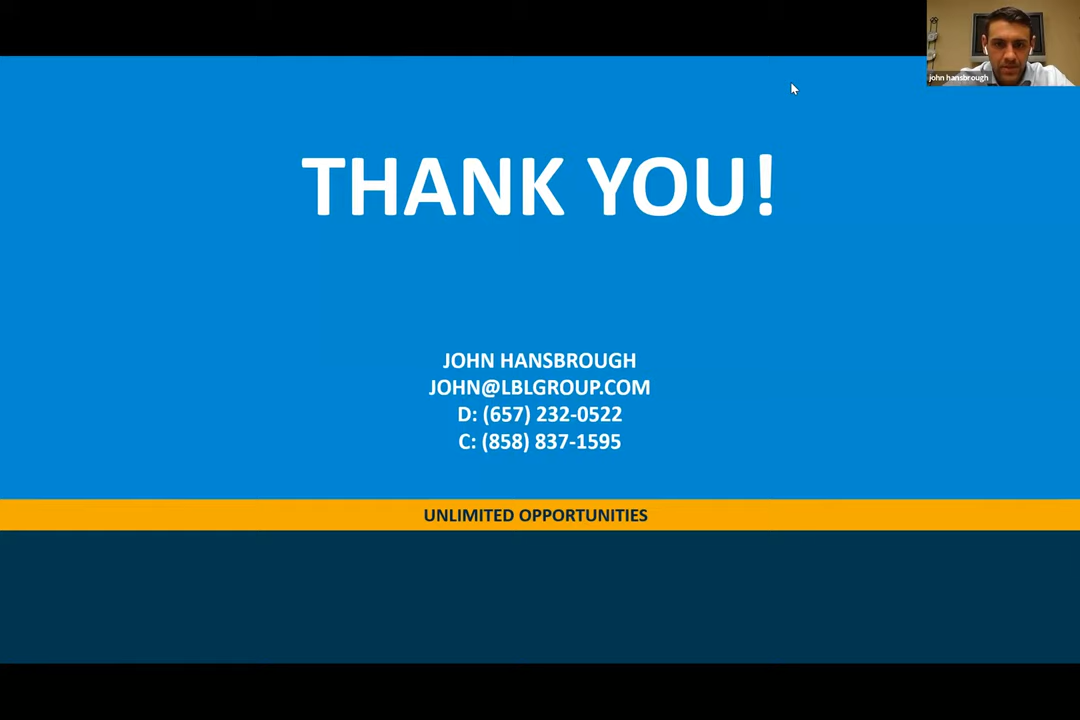 john hansbrough
THANK YOU!
JOHN HANSBROUGH
JOHN@LBLGROUP.COM
D: (657) 232-0522
C: (858) 837-1595
UNLIMITED OPPORTUNITIES